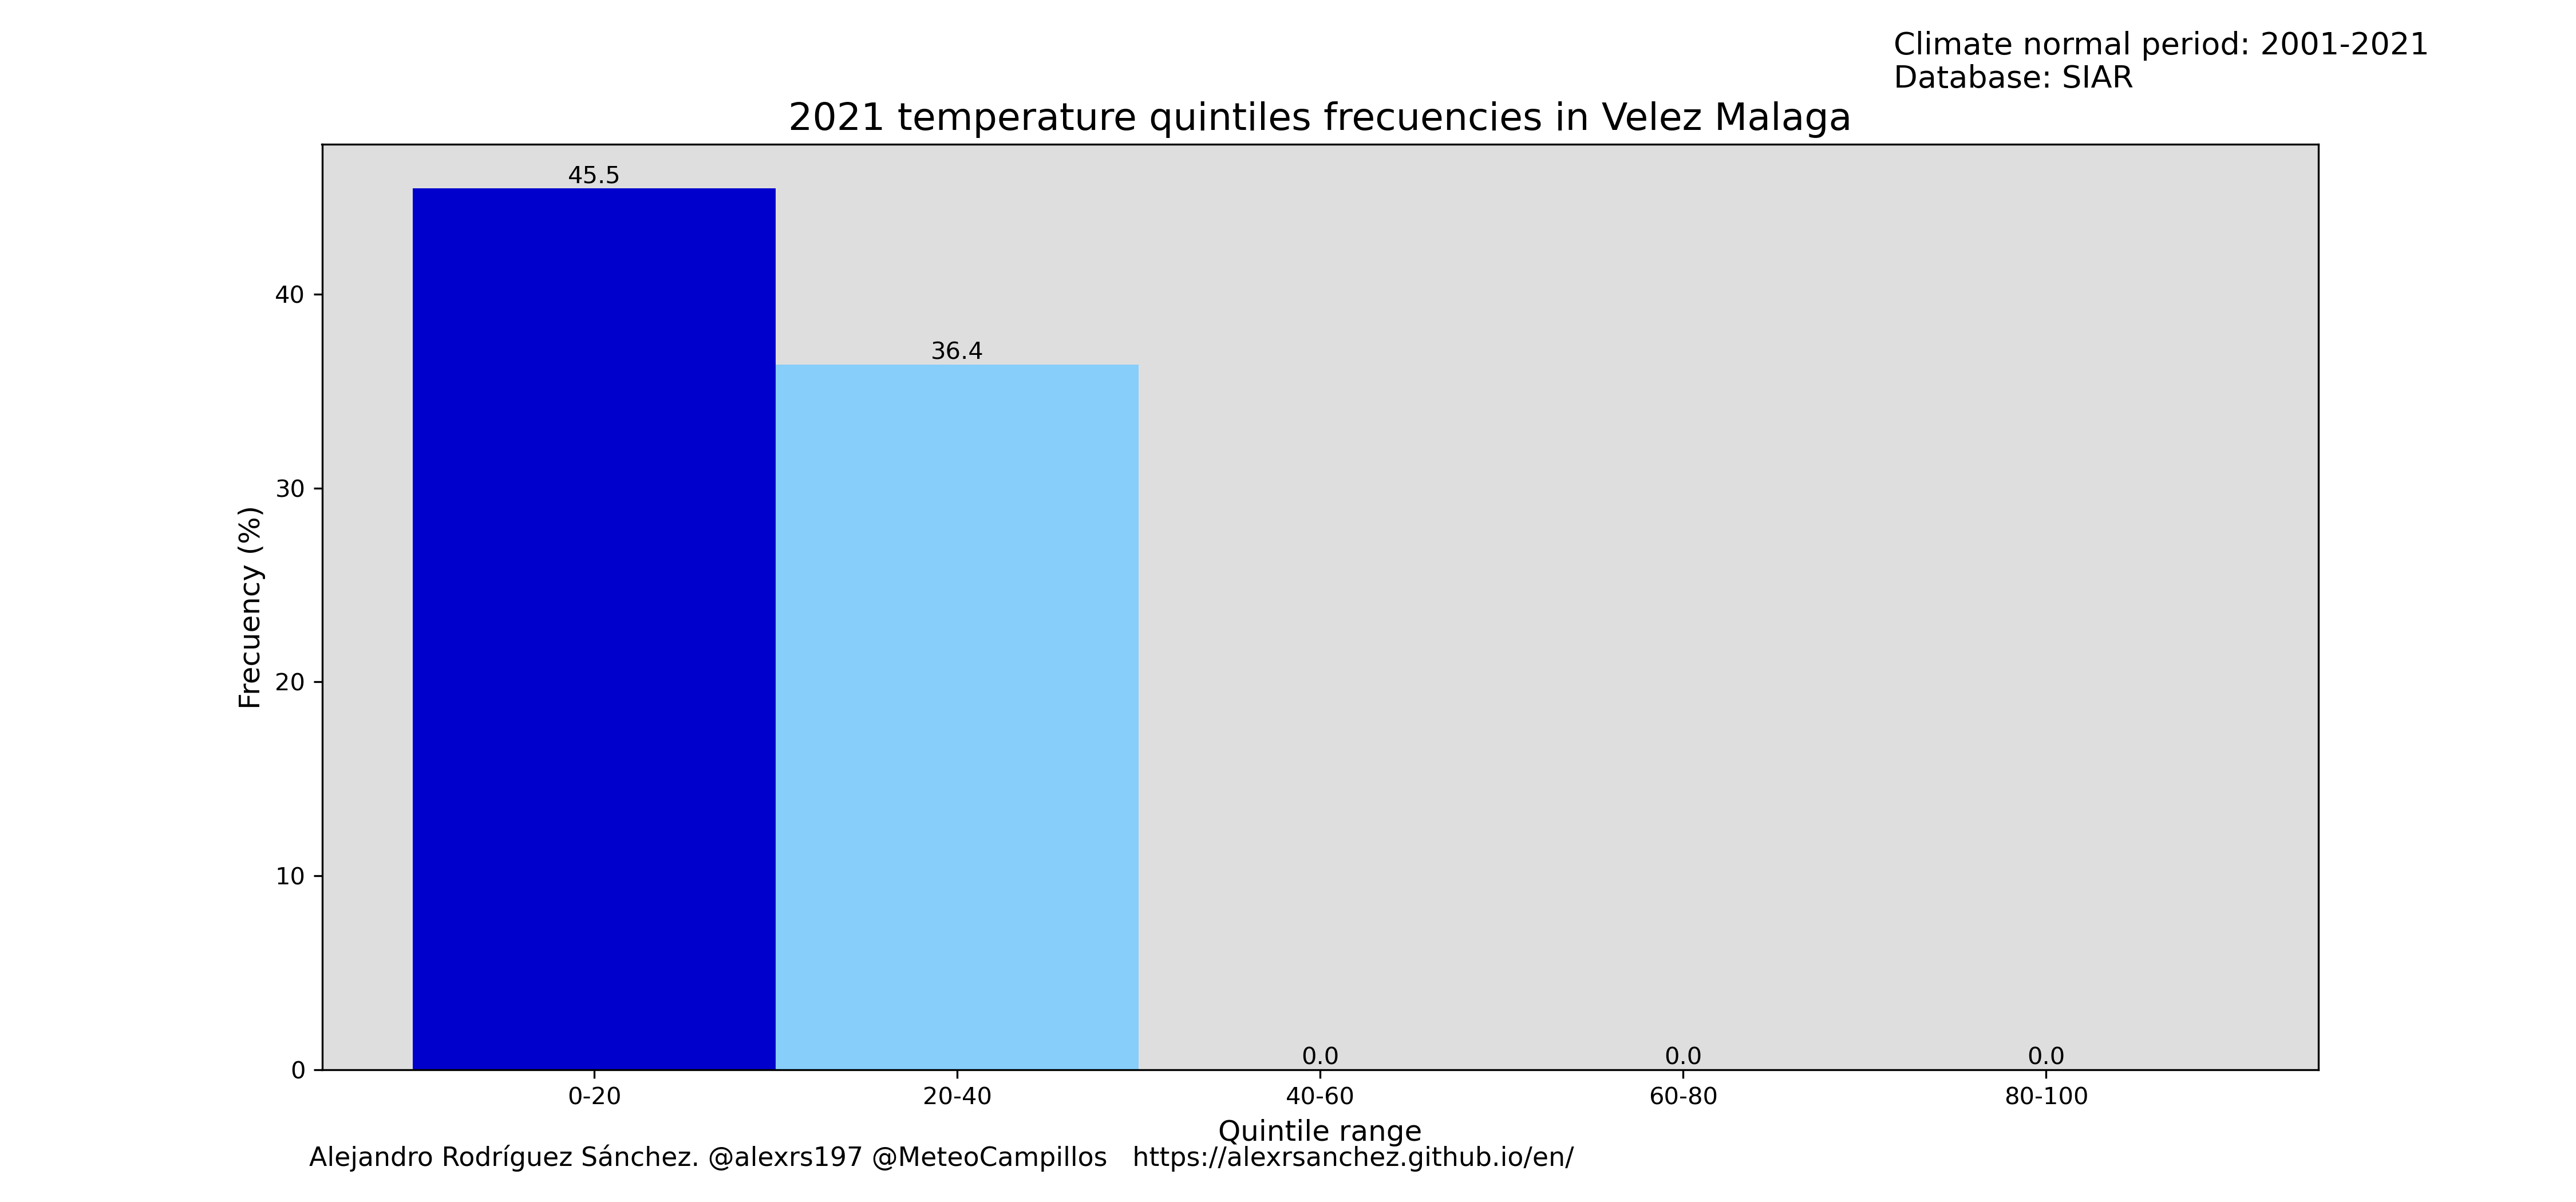 Climate normal period: 2001-2021
Database: SIAR
2021 temperature quintiles frecuencies in Velez Malaga
45.5
36.4
0.0
0.0
0.0
40
30
20
10
0
Frecuency (%)
0-20
20-40
40-60
60-80
80-100
Quintile range
Alejandro Rodríguez Sánchez. @alexrs197 @MeteoCampillos   https://alexrsanchez.github.io/en/